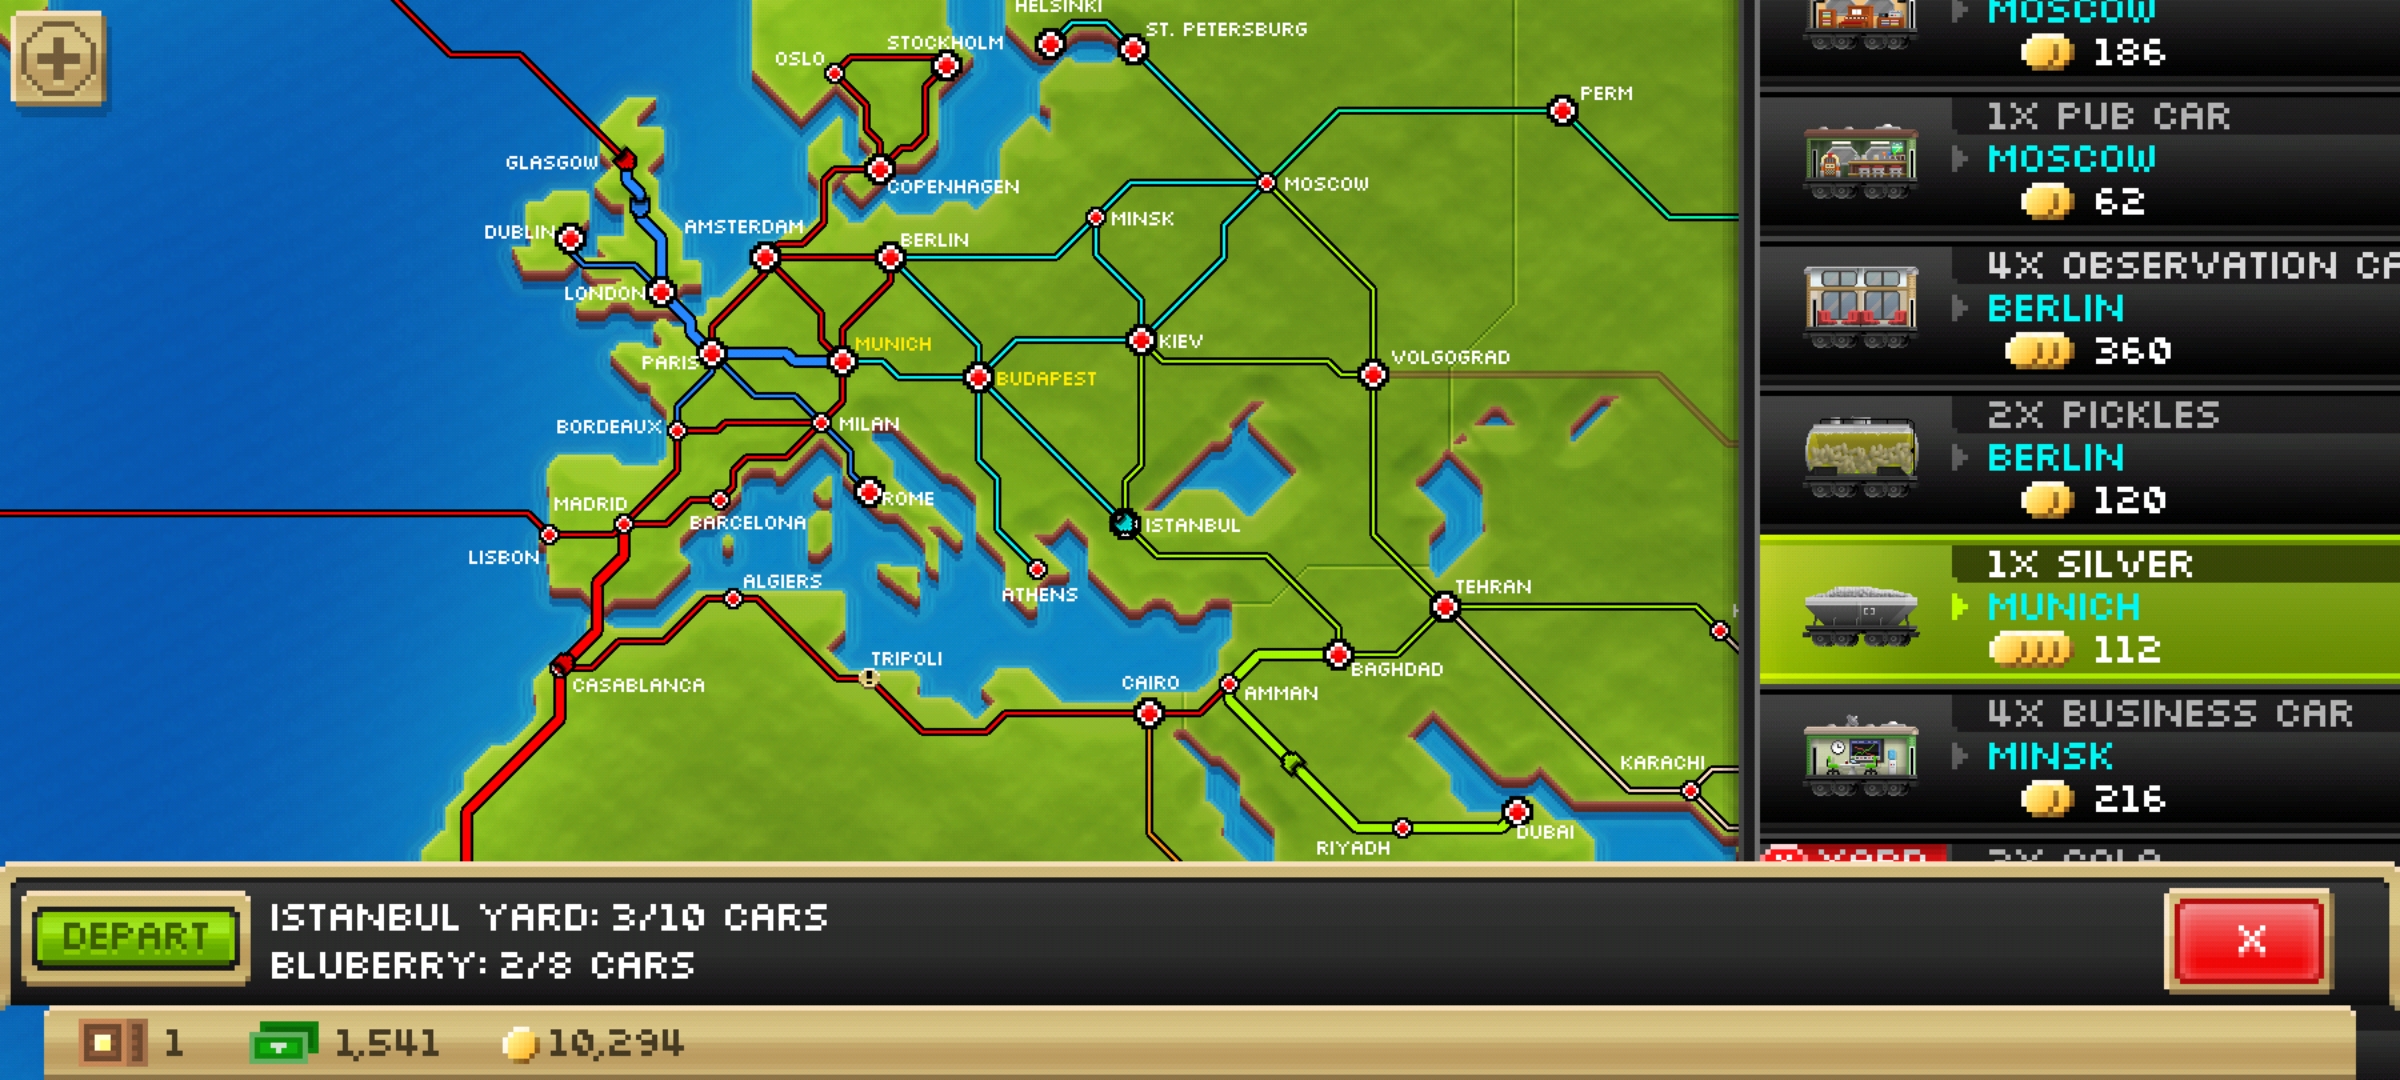 HELSINKI
ST. PETERSBURG
STOCKHOLM
OSLO
PERM
GLASGOW
COPENHAGEN
MOSCOW
MINSK
DUBLIN
AMSTERDAM
BERLIN
LONDON
PARIS
MUNICH
KIEV
VOLGOGRAD
BUDAPEST
BORDEAUX
MILAN
ROME
MADRID
BARCELONA
ISTANBUL
LISBON
ALGIERS
ATHENS
TEHRAN
CASABLANCA
TRIPOLI
CAIRO
BAGHDAD
AMMAN
KARACHI
DUBAI
RIYADH
MOSCOW
186
1X PUB CAR
MOSCOW
62
4X OBSERVATION CA
BERLIN
360
2X PICKLES
BERLIN
120
1X SILVER
MUNICH
112
4X BUSINESS CAR
MINSK
216
YARD
2X COLA
DEPART
ISTANBUL YARD: 3/10 CARS
BLUBERRY: 2/8 CARS
X
1
1,541
10,294